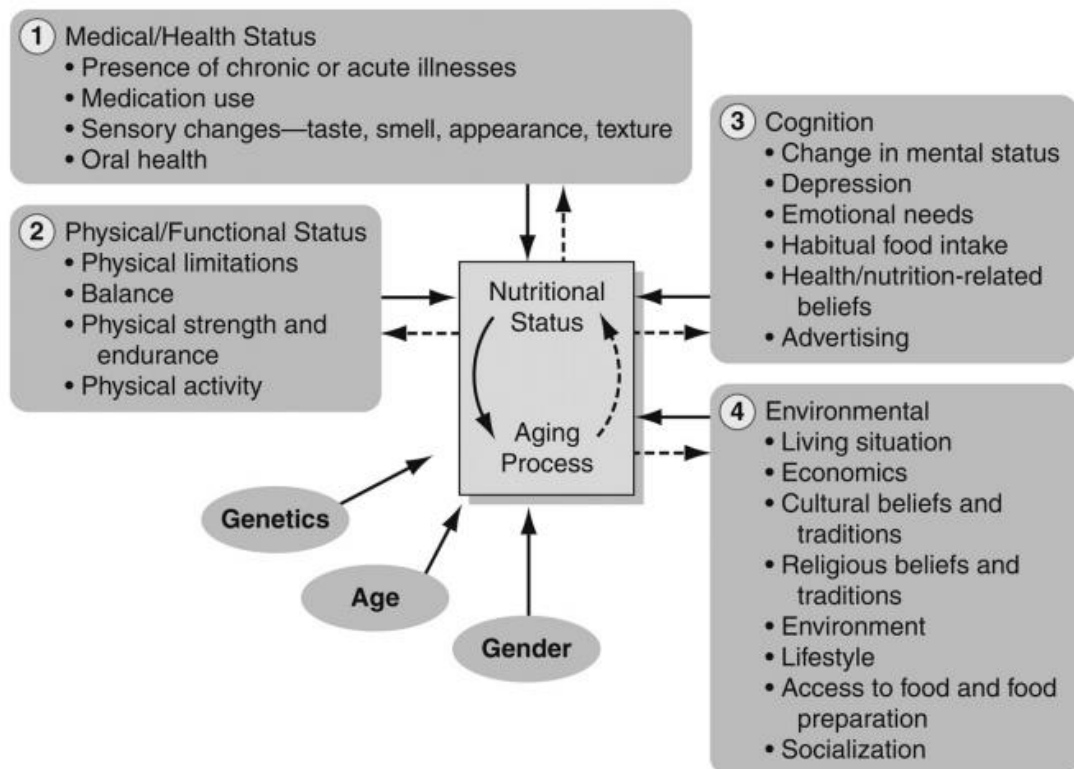 1 Medical/Health Status
• Presence of chronic or acute illnesses
• Medication use
• Sensory changes—taste, smell, appearance, texture
• Oral health
2 Physical/Functional Status
• Physical limitations
• Balance
• Physical strength and
endurance
• Physical activity
3 Cognition
• Change in mental status
• Depression
• Emotional needs
• Habitual food intake
• Health/nutrition-related
beliefs
• Advertising
Nutritional
Status
Aging
Process
4 Environmental
• Living situation
• Economics
• Cultural beliefs and
traditions
• Religious beliefs and
traditions
• Environment
• Lifestyle
• Access to food and food
preparation
• Socialization
Genetics
Age
Gender